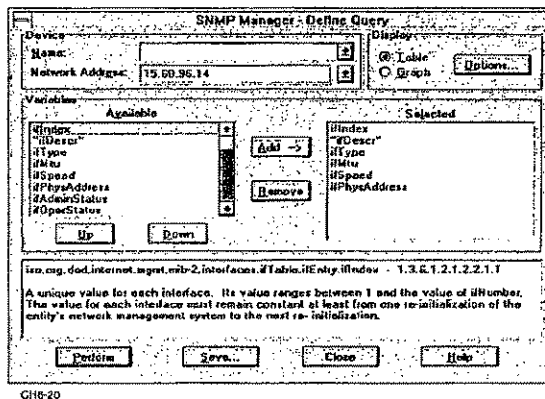 SNMP Manager - Define Query
Device
Name:
Network Address: 15.60.96.14
Display
Table
Graph
Options...
Variables
Available
ifIndex
"ifDescr"
ifType
ifMtu
ifSpeed
ifPhysAddress
ifAdminStatus
ifOperStatus
Up
Down
Add ->
Remove
Selected
ifIndex
"ifDescr"
ifType
ifMtu
ifSpeed
ifPhysAddress
iso.org.dod.internet.mgmt.mib-2.interfaces.ifTable.ifEntry.ifIndex - 1.3.6.1.2.1.2.2.1.1
A unique value for each interface. Its value ranges between 1 and the value of ifNumber.
The value for each interface must remain constant at least from one re-initialization of the
entity's network management system to the next re-initialization.
Perform
Save...
Close
Help
GH8-20